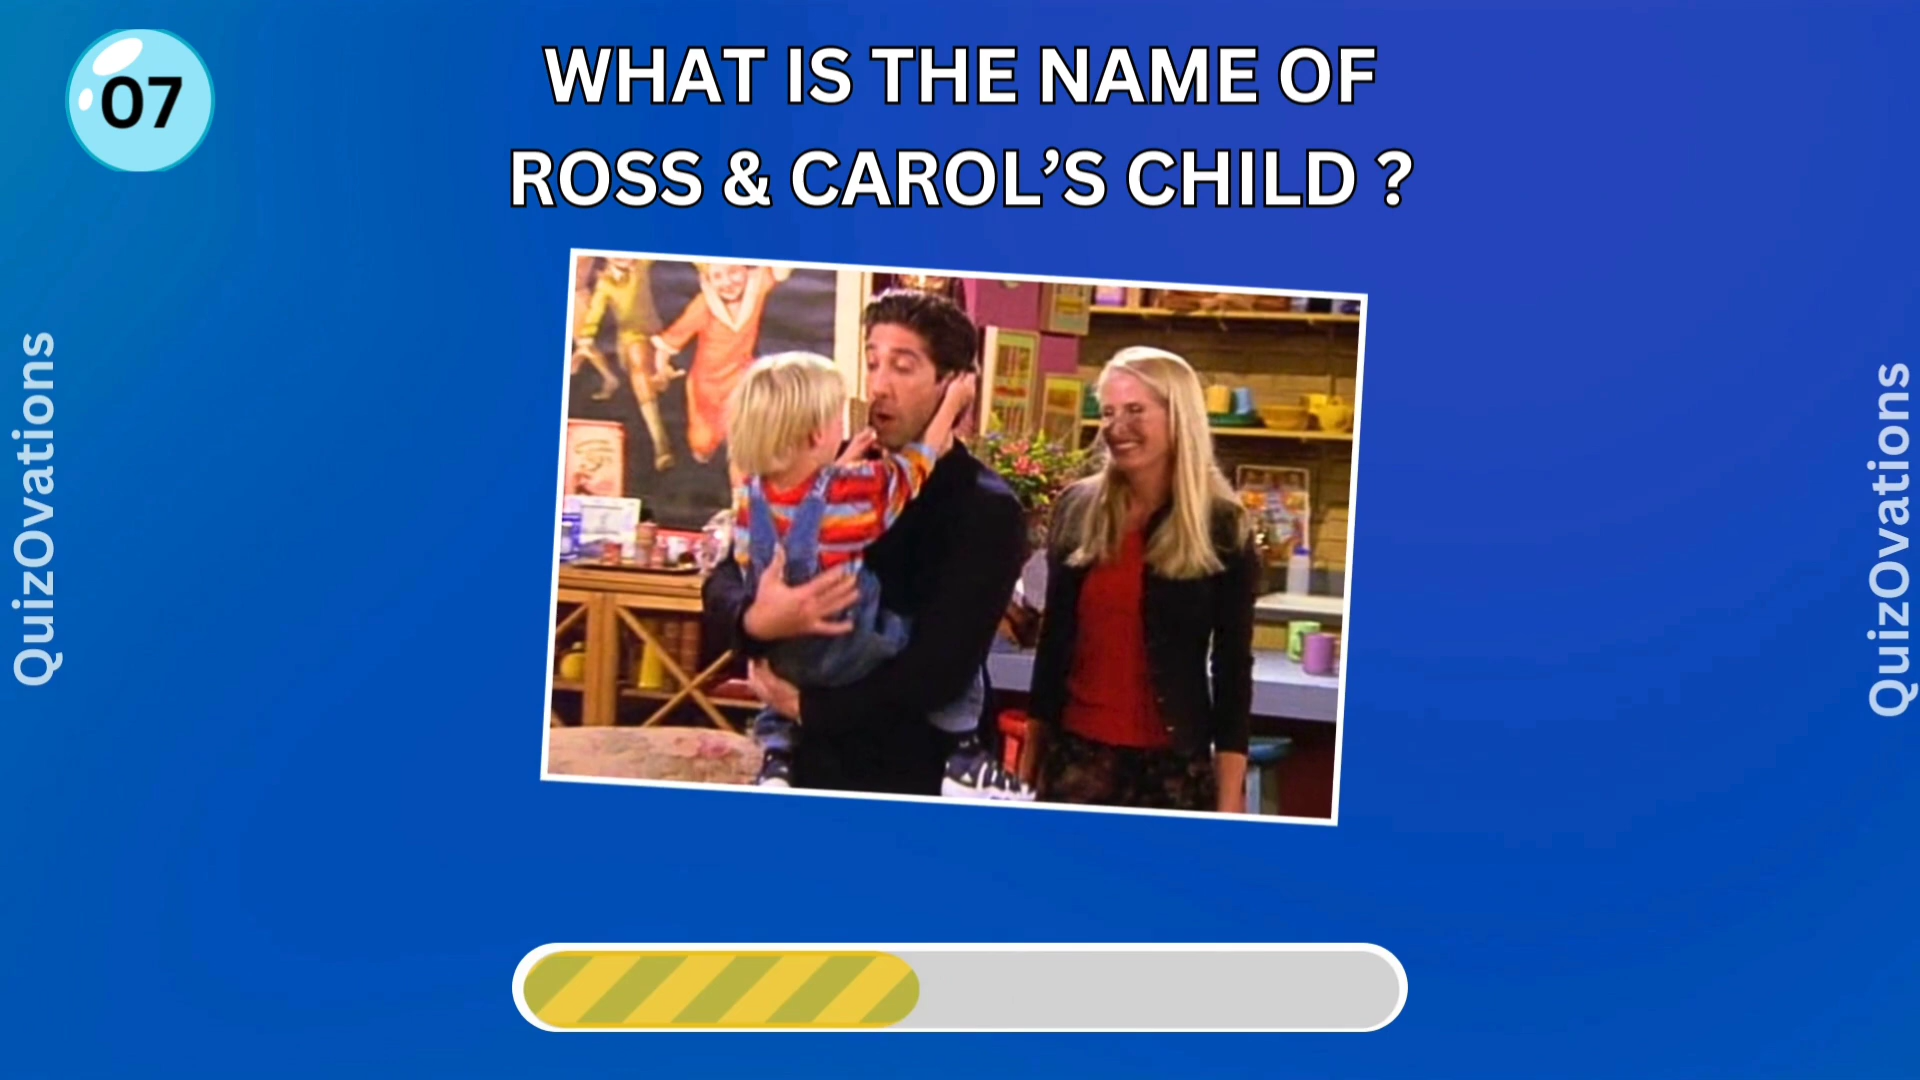 07
WHAT IS THE NAME OF
ROSS & CAROL’S CHILD ?
QuizOvations
QuizOvations